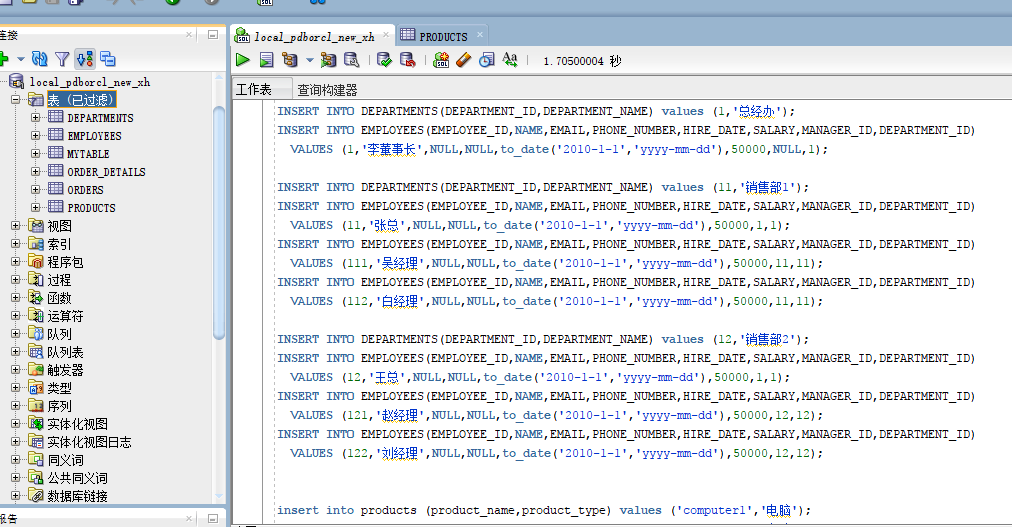 连接
local_pdborcl_new_xh
表 (已过滤)
DEPARTMENTS
EMPLOYEES
MYTABLE
ORDER_DETAILS
ORDERS
PRODUCTS
视图
索引
程序包
过程
函数
运算符
队列
队列表
触发器
类型
序列
实体化视图
实体化视图日志
同义词
公共同义词
数据库链接
报告
local_pdborcl_new_xh
PRODUCTS
1.70500004 秒
工作表
查询构建器
INSERT INTO DEPARTMENTS(DEPARTMENT_ID,DEPARTMENT_NAME) values (1,'总经办');
INSERT INTO EMPLOYEES(EMPLOYEE_ID,NAME,EMAIL,PHONE_NUMBER,HIRE_DATE,SALARY,MANAGER_ID,DEPARTMENT_ID)
VALUES (1,'李董事长',NULL,NULL,to_date('2010-1-1','yyyy-mm-dd'),50000,NULL,1);
INSERT INTO DEPARTMENTS(DEPARTMENT_ID,DEPARTMENT_NAME) values (11,'销售部1');
INSERT INTO EMPLOYEES(EMPLOYEE_ID,NAME,EMAIL,PHONE_NUMBER,HIRE_DATE,SALARY,MANAGER_ID,DEPARTMENT_ID)
VALUES (11,'张总',NULL,NULL,to_date('2010-1-1','yyyy-mm-dd'),50000,1,1);
INSERT INTO EMPLOYEES(EMPLOYEE_ID,NAME,EMAIL,PHONE_NUMBER,HIRE_DATE,SALARY,MANAGER_ID,DEPARTMENT_ID)
VALUES (111,'吴经理',NULL,NULL,to_date('2010-1-1','yyyy-mm-dd'),50000,11,11);
INSERT INTO EMPLOYEES(EMPLOYEE_ID,NAME,EMAIL,PHONE_NUMBER,HIRE_DATE,SALARY,MANAGER_ID,DEPARTMENT_ID)
VALUES (112,'白经理',NULL,NULL,to_date('2010-1-1','yyyy-mm-dd'),50000,11,11);
INSERT INTO DEPARTMENTS(DEPARTMENT_ID,DEPARTMENT_NAME) values (12,'销售部2');
INSERT INTO EMPLOYEES(EMPLOYEE_ID,NAME,EMAIL,PHONE_NUMBER,HIRE_DATE,SALARY,MANAGER_ID,DEPARTMENT_ID)
VALUES (12,'王总',NULL,NULL,to_date('2010-1-1','yyyy-mm-dd'),50000,1,1);
INSERT INTO EMPLOYEES(EMPLOYEE_ID,NAME,EMAIL,PHONE_NUMBER,HIRE_DATE,SALARY,MANAGER_ID,DEPARTMENT_ID)
VALUES (121,'赵经理',NULL,NULL,to_date('2010-1-1','yyyy-mm-dd'),50000,12,12);
INSERT INTO EMPLOYEES(EMPLOYEE_ID,NAME,EMAIL,PHONE_NUMBER,HIRE_DATE,SALARY,MANAGER_ID,DEPARTMENT_ID)
VALUES (122,'刘经理',NULL,NULL,to_date('2010-1-1','yyyy-mm-dd'),50000,12,12);
insert into products (product_name,product_type) values ('computer1','电脑');